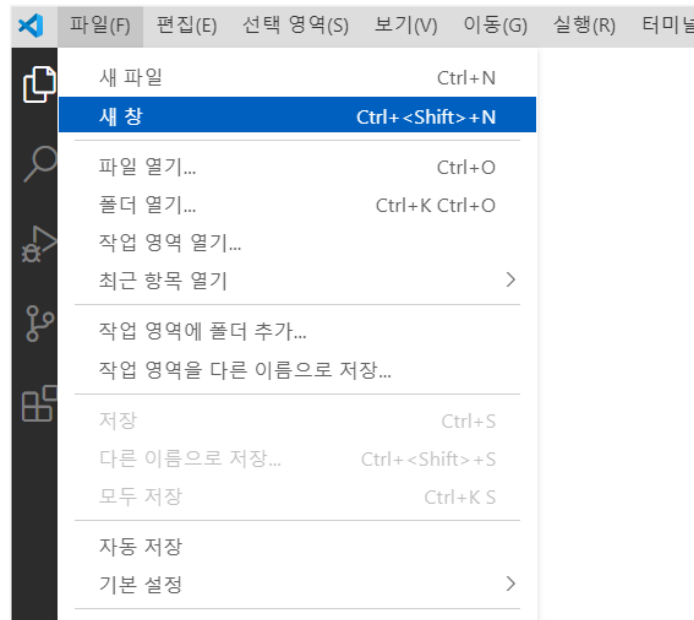 파일(F) 편집(E) 선택 영역(S) 보기(V) 이동(G) 실행(R) 터미널
새 파일 Ctrl+N
새 창 Ctrl+<Shift>+N
파일 열기... Ctrl+O
폴더 열기... Ctrl+K Ctrl+O
작업 영역 열기...
최근 항목 열기
작업 영역에 폴더 추가...
작업 영역을 다른 이름으로 저장...
저장 Ctrl+S
다른 이름으로 저장... Ctrl+<Shift>+S
모두 저장 Ctrl+K S
자동 저장
기본 설정